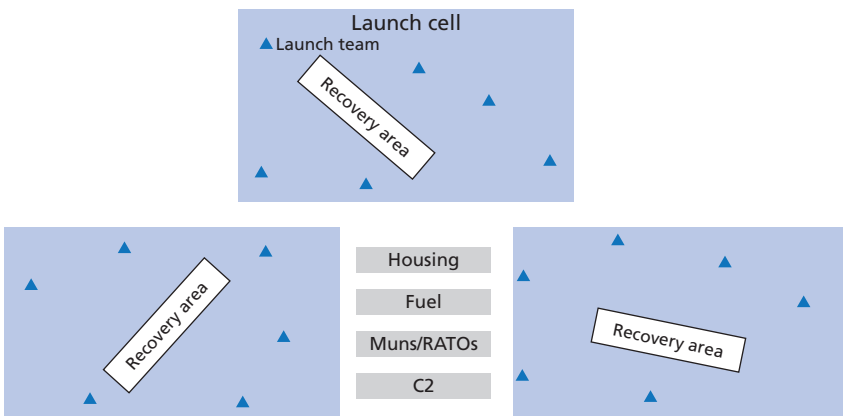 Launch cell
Launch team
Recovery area
Recovery area
Housing
Fuel
Muns/RATOs
C2
Recovery area